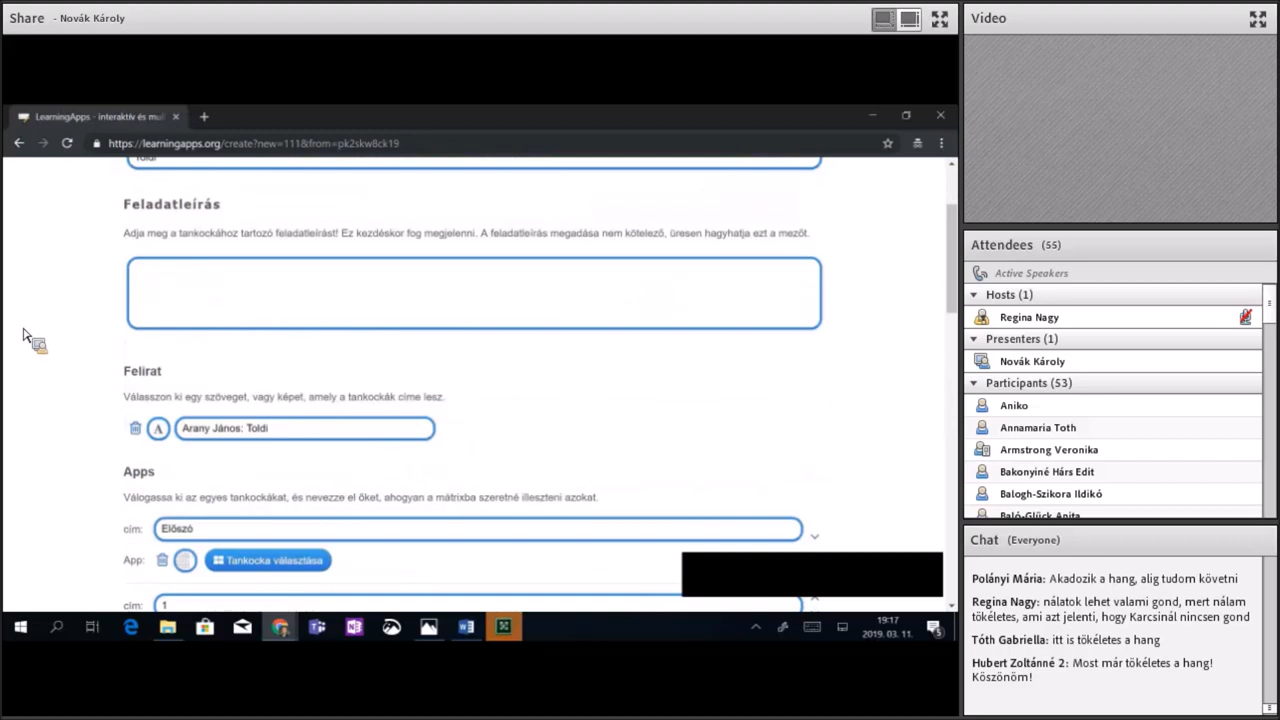 Share - Novák Károly
LearningApps - interaktív és mul
https://learningapps.org/create?new=111&from=pk2skw8ck19
Toldi
Feladatleírás
Adja meg a tankockához tartozó feladatleírást! Ez kezdéskor fog megjelenni. A feladatleírás megadása nem kötelező, üresen hagyhatja ezt a mezőt.
Felirat
Válasszon ki egy szöveget, vagy képet, amely a tankockák címe lesz.
A Arany János: Toldi
Apps
Válogassa ki az egyes tankockákat, és nevezze el őket, ahogyan a mátrixba szeretné illeszteni azokat.
cím: Előszó
App: Tankocka választása
cím: 1
19:17
2019. 03. 11.
5
Video
Attendees (55)
Active Speakers
Hosts (1)
Regina Nagy
Presenters (1)
Novák Károly
Participants (53)
Aniko
Annamaria Toth
Armstrong Veronika
Bakonyiné Hárs Edit
Balogh-Szikora Ildikó
Baló-Glück Anita
Chat (Everyone)
Polányi Mária: Akadozik a hang, alig tudom követni
Regina Nagy: nálatok lehet valami gond, mert nálam
tökéletes, ami azt jelenti, hogy Karcsinál nincsen gond
Tóth Gabriella: itt is tökéletes a hang
Hubert Zoltánné 2: Most már tökéletes a hang!
Köszönöm!